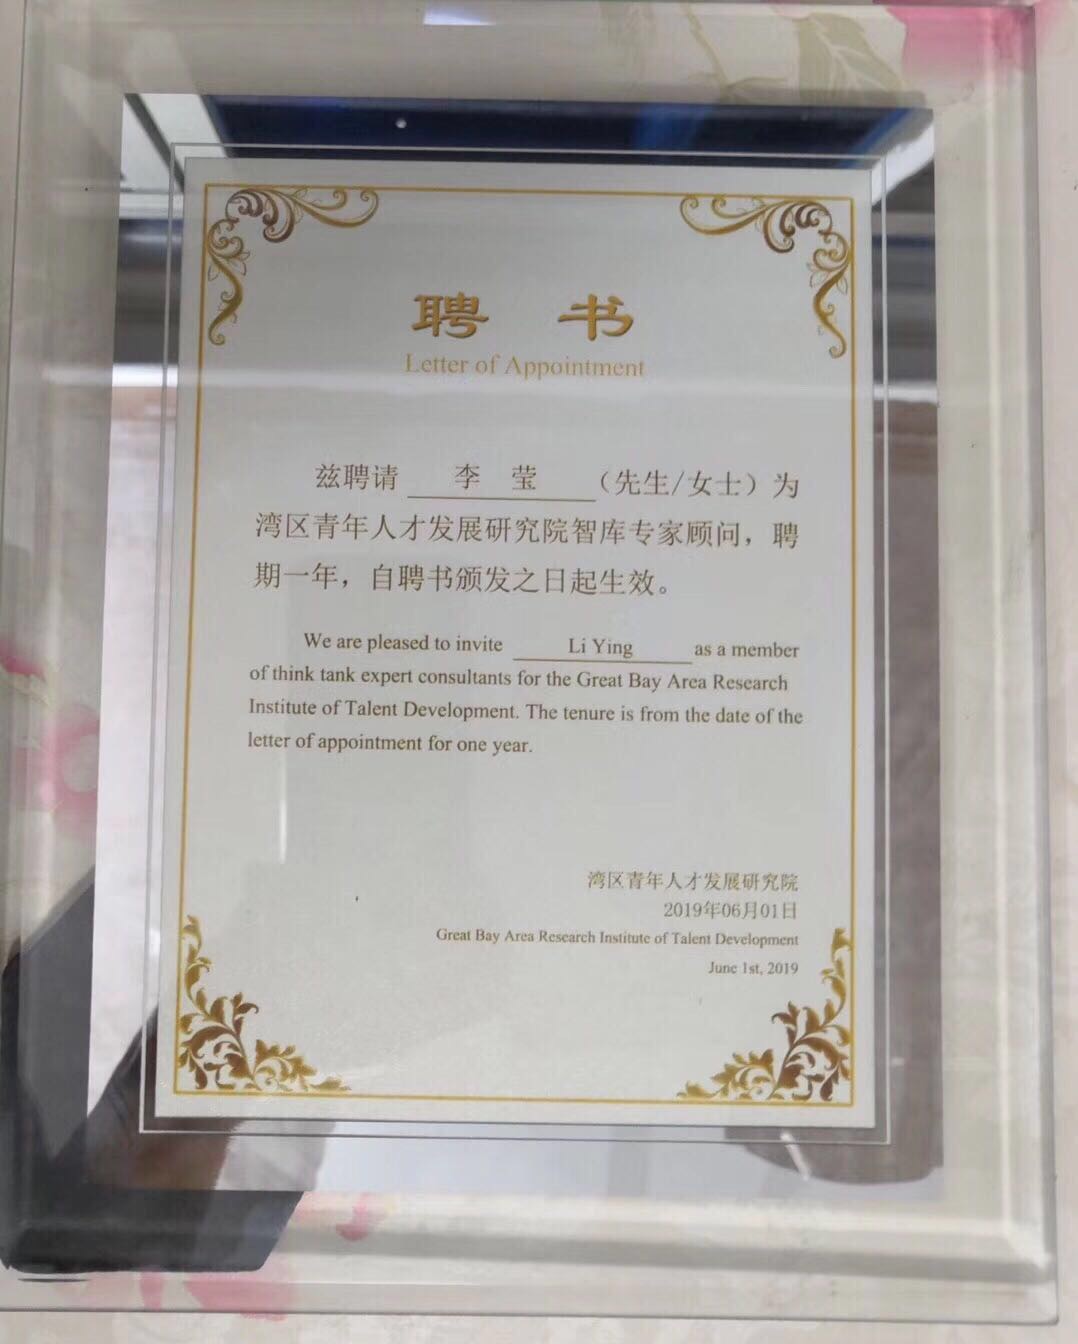 聘 书
Letter of Appointment
兹聘请 李 莹 （先生/女士）为
湾区青年人才发展研究院智库专家顾问，聘
期一年，自聘书颁发之日起生效。
We are pleased to invite Li Ying as a member
of think tank expert consultants for the Great Bay Area Research
Institute of Talent Development. The tenure is from the date of the
letter of appointment for one year.
湾区青年人才发展研究院
2019年06月01日
Great Bay Area Research Institute of Talent Development
June 1st, 2019